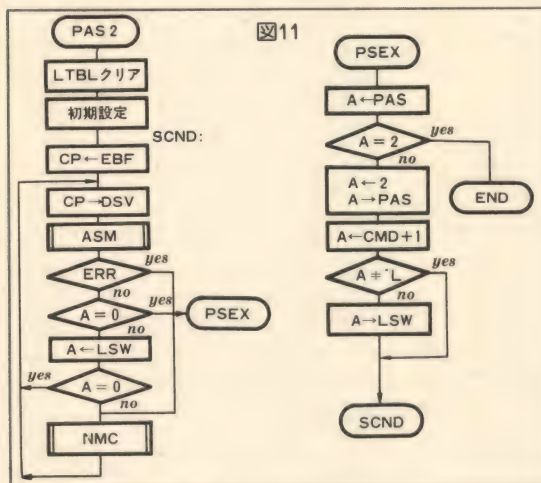 図11
PAS 2
LTBLクリア
初期設定
SCND:
CP←EBF
CP→DSV
ASM
ERR
yes
no
A=0
yes
no
A←LSW
A=0
yes
no
NMC
PSEX
PSEX
A←PAS
A=2
yes
no
END
A←2
A→PAS
A←CMD+1
A≠'L
yes
no
A→LSW
SCND